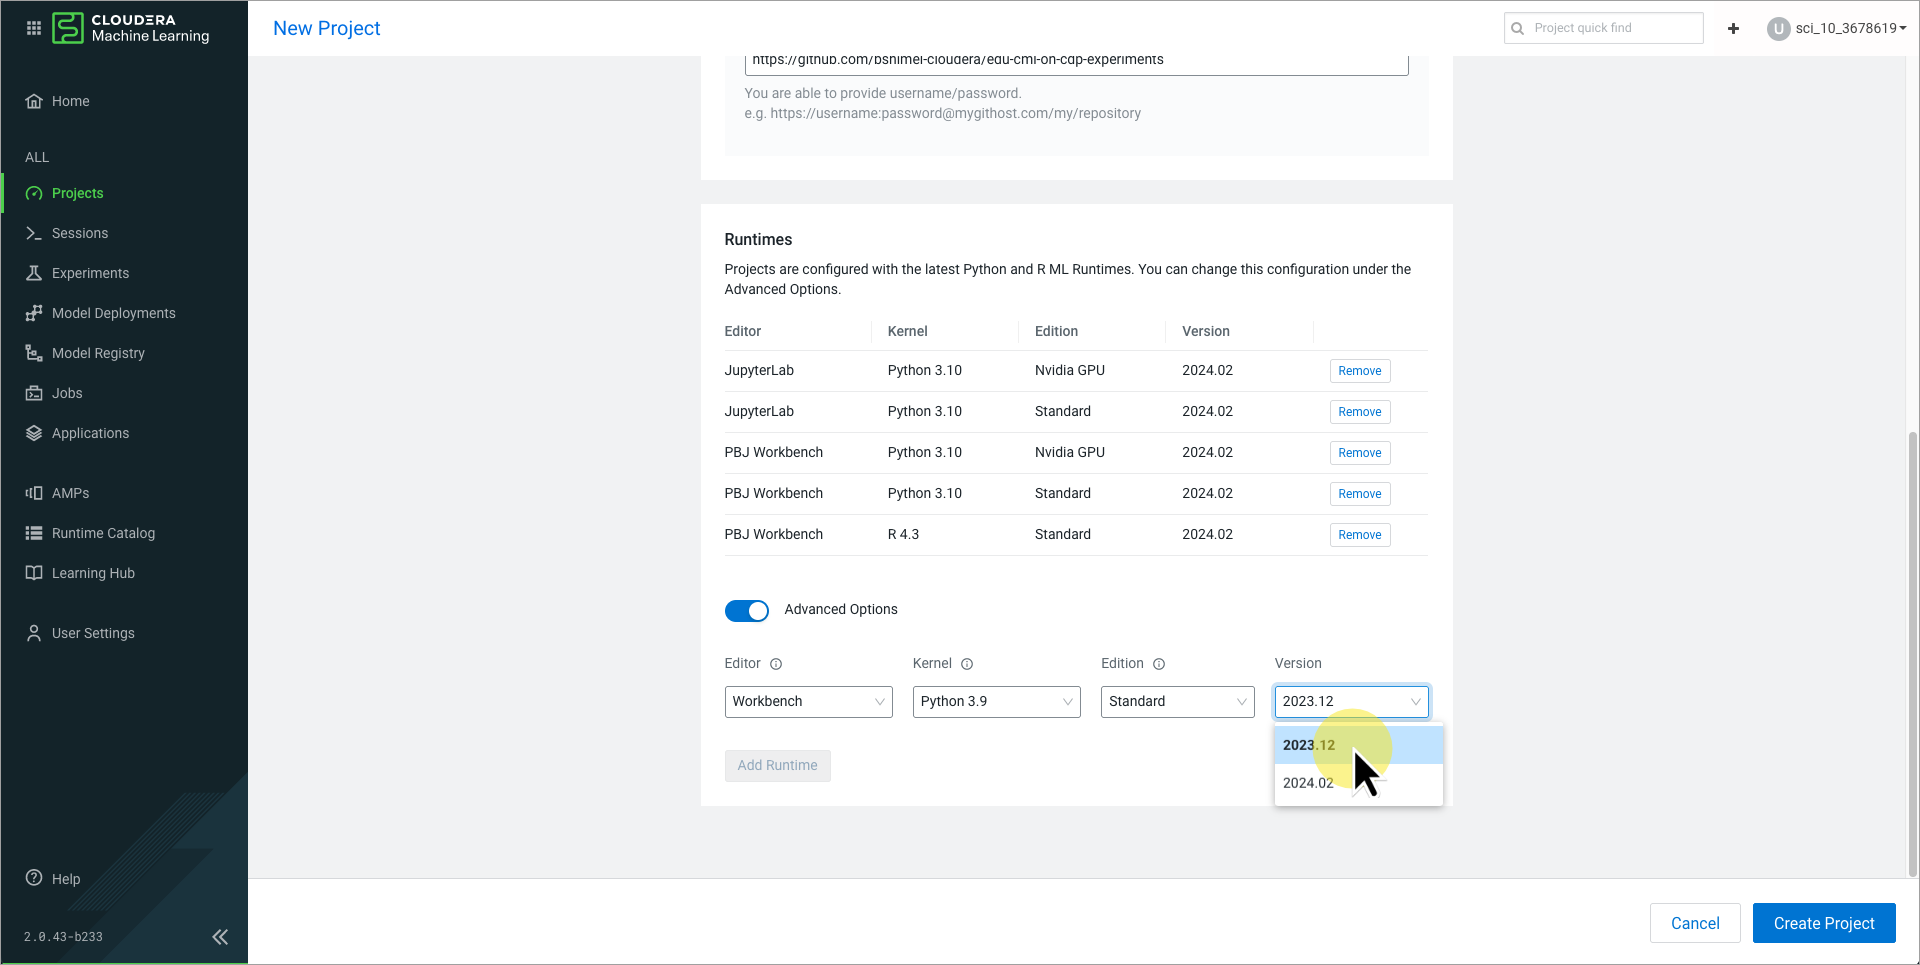 CLOUDERA
Machine Learning
New Project
Project quick find
U
sci_10_3678619
Home
ALL
Projects
Sessions
Experiments
Model Deployments
Model Registry
Jobs
Applications
AMPs
Runtime Catalog
Learning Hub
User Settings
Help
2.0.43-b233
https://github.com/bshimel-cloudera/edu-cml-on-cdp-experiments
You are able to provide username/password.
e.g. https://username:password@mygithost.com/my/repository
Runtimes
Projects are configured with the latest Python and R ML Runtimes. You can change this configuration under the
Advanced Options.
Editor Kernel Edition Version
JupyterLab Python 3.10 Nvidia GPU 2024.02 Remove
JupyterLab Python 3.10 Standard 2024.02 Remove
PBJ Workbench Python 3.10 Nvidia GPU 2024.02 Remove
PBJ Workbench Python 3.10 Standard 2024.02 Remove
PBJ Workbench R 4.3 Standard 2024.02 Remove
Advanced Options
Editor Kernel Edition Version
Workbench Python 3.9 Standard 2023.12
2023.12
2024.02
Add Runtime
Cancel Create Project